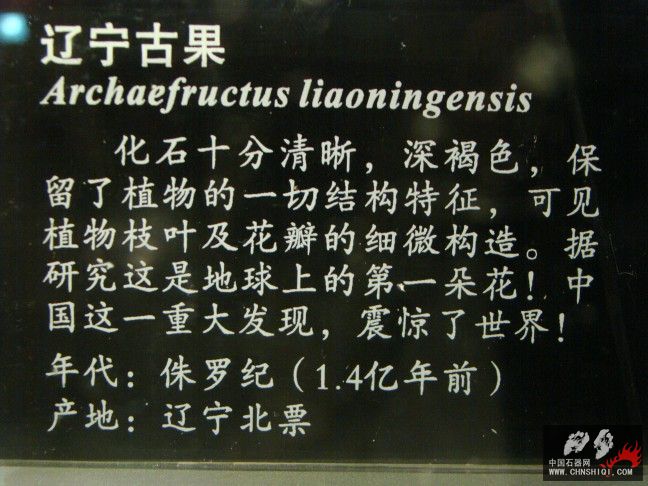 辽宁古果
Archaefructus liaoningensis
化石十分清晰，深褐色，保
留了植物的一切结构特征，可见
植物枝叶及花瓣的细微构造。据
研究这是地球上的第一朵花！中
国这一重大发现，震惊了世界！
年代：侏罗纪（1.4亿年前）
产地：辽宁北票
中国石器网
WWW.CHNSHIQI.COM